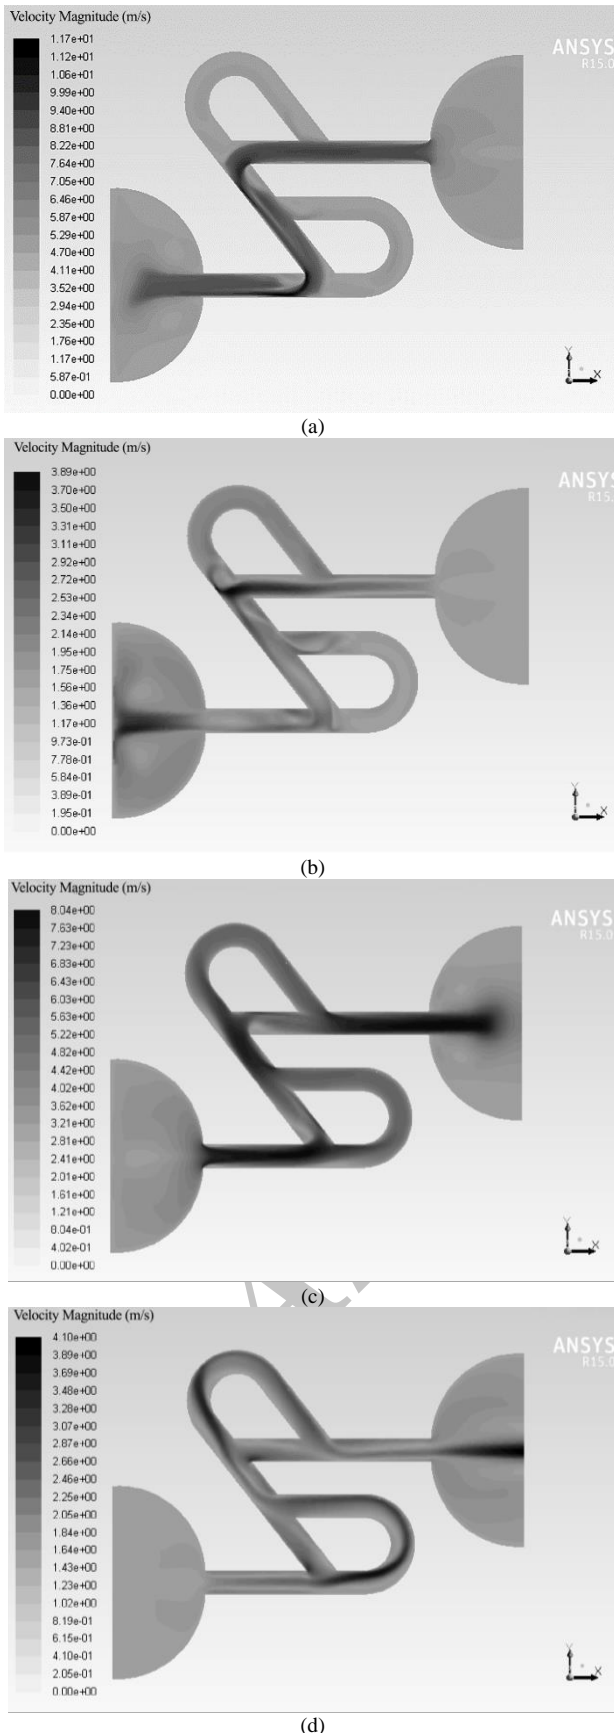 Velocity Magnitude (m/s)
1.17e+01
1.12e+01
1.06e+01
9.99e+00
9.40e+00
8.81e+00
8.22e+00
7.64e+00
7.05e+00
6.46e+00
5.87e+00
5.29e+00
4.70e+00
4.11e+00
3.52e+00
2.94e+00
2.35e+00
1.76e+00
1.17e+00
5.87e-01
0.00e+00
ANSYS
R15.0
Y
X
(a)
Velocity Magnitude (m/s)
3.89e+00
3.70e+00
3.50e+00
3.31e+00
3.11e+00
2.92e+00
2.72e+00
2.53e+00
2.34e+00
2.14e+00
1.95e+00
1.75e+00
1.56e+00
1.36e+00
1.17e+00
9.73e-01
7.78e-01
5.84e-01
3.89e-01
1.95e-01
0.00e+00
ANSYS
R15.
Y
X
(b)
Velocity Magnitude (m/s)
8.04e+00
7.63e+00
7.23e+00
6.83e+00
6.43e+00
6.03e+00
5.63e+00
5.22e+00
4.82e+00
4.42e+00
4.02e+00
3.62e+00
3.21e+00
2.81e+00
2.41e+00
2.01e+00
1.61e+00
1.21e+00
8.04e-01
4.02e-01
0.00e+00
ANSYS
R15.0
Y
X
(c)
Velocity Magnitude (m/s)
4.10e+00
3.89e+00
3.69e+00
3.48e+00
3.28e+00
3.07e+00
2.87e+00
2.66e+00
2.46e+00
2.25e+00
2.05e+00
1.84e+00
1.64e+00
1.43e+00
1.23e+00
1.02e+00
8.19e-01
6.15e-01
4.10e-01
2.05e-01
0.00e+00
ANSYS
R15.0
Y
X
(d)